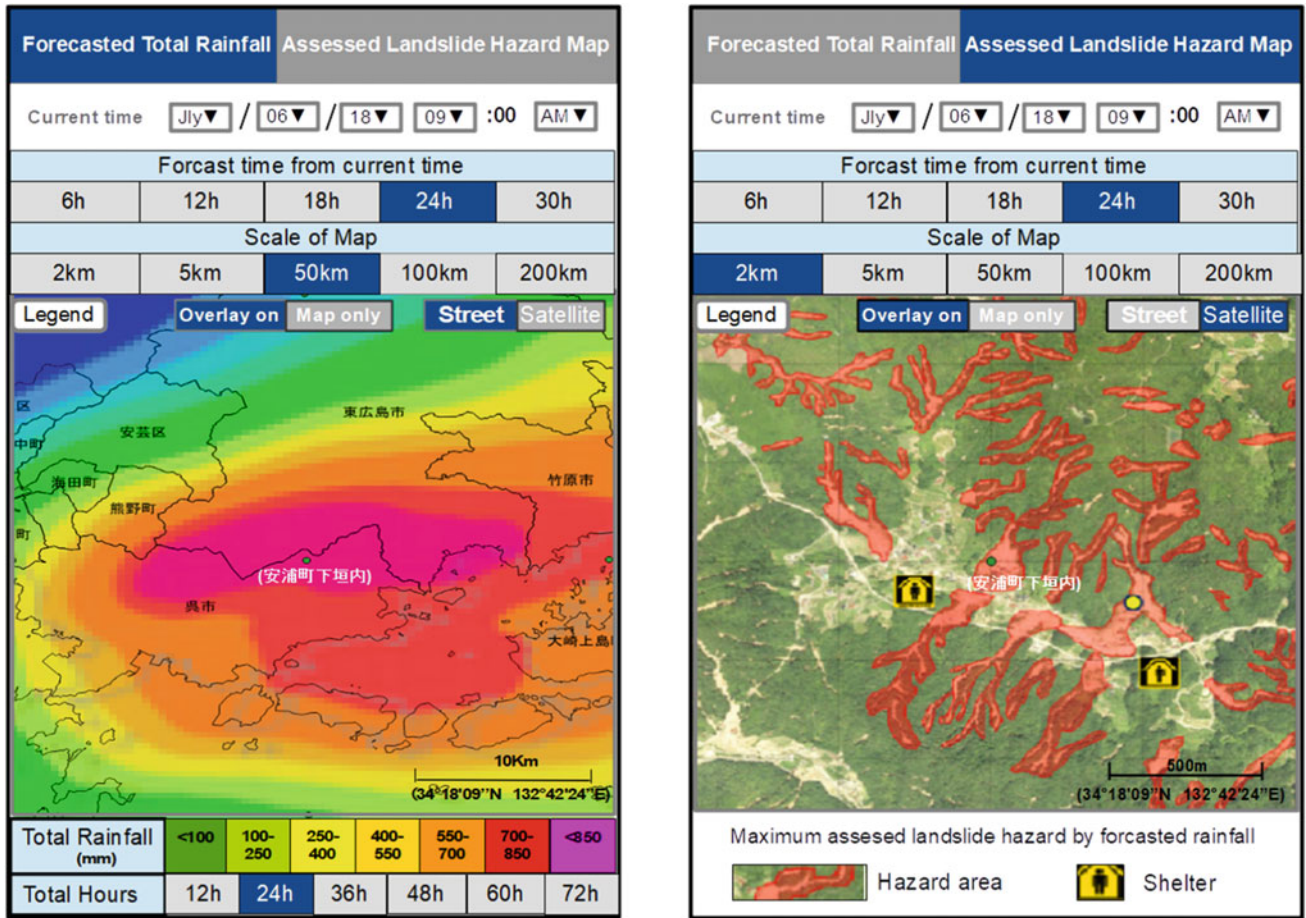 Forecasted Total Rainfall
Assessed Landslide Hazard Map
Current time Jly▼ / 06▼ / 18▼ 09▼ :00 AM▼
Forcast time from current time
6h 12h 18h 24h 30h
Scale of Map
2km 5km 50km 100km 200km
Legend Overlay on Map only Street Satellite
東広島市
区
安芸区
中町
海田町
竹原市
熊野町
町
(安浦町下垣内)
呉市
大崎上島
10Km
(34°18'09"N 132°42'24"E)
Total Rainfall (mm) <100 100-250 250-400 400-550 550-700 700-850 <850
Total Hours 12h 24h 36h 48h 60h 72h
Forecasted Total Rainfall
Assessed Landslide Hazard Map
Current time Jly▼ / 06▼ / 18▼ 09▼ :00 AM▼
Forcast time from current time
6h 12h 18h 24h 30h
Scale of Map
2km 5km 50km 100km 200km
Legend Overlay on Map only Street Satellite
(安浦町下垣内)
500m
(34°18'09"N 132°42'24"E)
Maximum assesed landslide hazard by forcasted rainfall
Hazard area Shelter